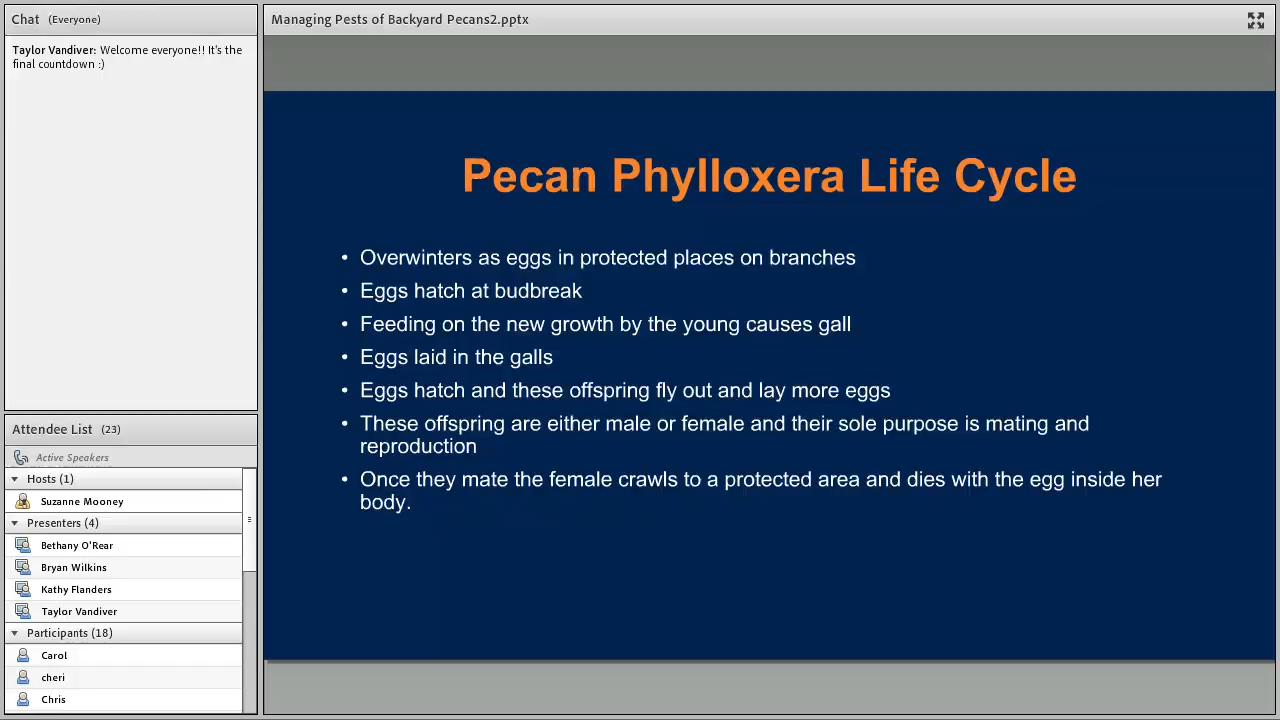 Chat (Everyone)
Taylor Vandiver: Welcome everyone!! It's the
final countdown :)
Attendee List (23)
Active Speakers
Hosts (1)
Suzanne Mooney
Presenters (4)
Bethany O'Rear
Bryan Wilkins
Kathy Flanders
Taylor Vandiver
Participants (18)
Carol
cheri
Chris
Managing Pests of Backyard Pecans2.pptx
Pecan Phylloxera Life Cycle
• Overwinters as eggs in protected places on branches
• Eggs hatch at budbreak
• Feeding on the new growth by the young causes gall
• Eggs laid in the galls
• Eggs hatch and these offspring fly out and lay more eggs
• These offspring are either male or female and their sole purpose is mating and
reproduction
• Once they mate the female crawls to a protected area and dies with the egg inside her
body.